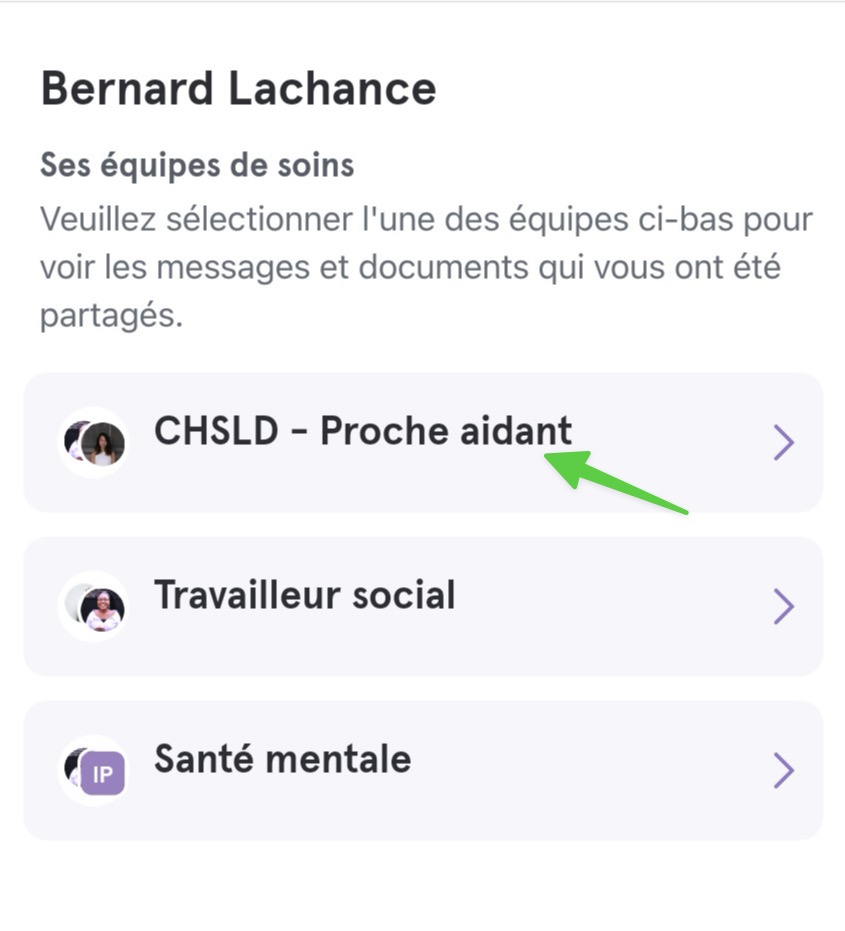 Bernard Lachance
Ses équipes de soins
Veuillez sélectionner l'une des équipes ci-bas pour
voir les messages et documents qui vous ont été
partagés.
CHSLD - Proche aidant
Travailleur social
IP
Santé mentale